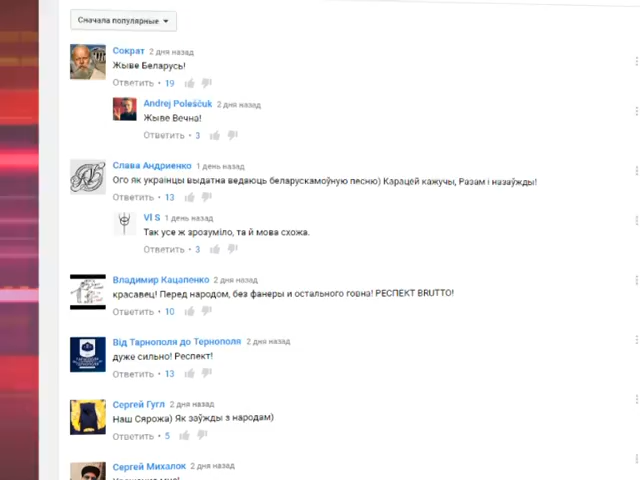 Сначала популярные
Сократ 2 дня назад
Жыве Беларусь!
Ответить • 19
Andrej Poleščuk 2 дня назад
Жыве Вечна!
Ответить • 3
Слава Андриенко 1 день назад
Ого як украінцы выдатна ведаюць беларускамоўную песню) Карацей кажучы, Разам і назаўжды!
Ответить • 13
Vl S 1 день назад
Так усе ж зрозуміло, та й мова схожа.
Ответить • 3
Владимир Кацапенко 2 дня назад
красавец! Перед народом, без фанеры и остального говна! РЕСПЕКТ BRUTTO!
Ответить • 10
Від Тарнополя до Тернополя 2 дня назад
дуже сильно! Респект!
Ответить • 13
Сергей Гугл 2 дня назад
Наш Сярожа) Як заўжды з народам)
Ответить • 5
Сергей Михалок 2 дня назад